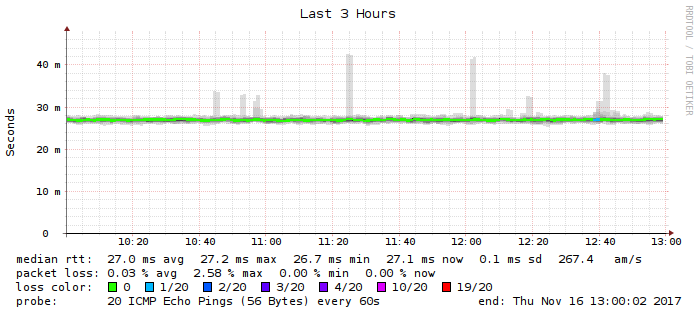 Last 3 Hours
RRDTOOL / TOBI OETIKER
Seconds
40 m
30 m
20 m
10 m
0
10:20 10:40 11:00 11:20 11:40 12:00 12:20 12:40 13:00
median rtt: 27.0 ms avg 27.2 ms max 26.7 ms min 27.1 ms now 0.1 ms sd 267.4 am/s
packet loss: 0.03 % avg 2.58 % max 0.00 % min 0.00 % now
loss color: 0 1/20 2/20 3/20 4/20 10/20 19/20
probe: 20 ICMP Echo Pings (56 Bytes) every 60s end: Thu Nov 16 13:00:02 2017